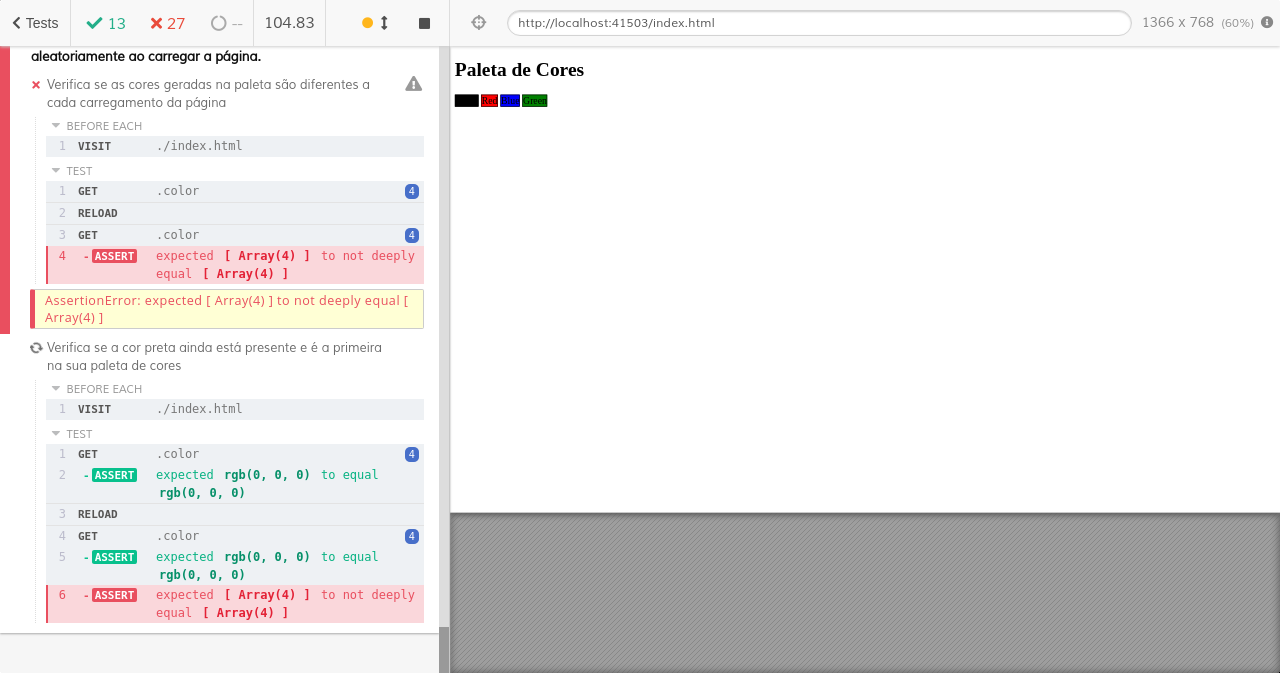 Tests 13 27 -- 104.83
http://localhost:41503/index.html 1366 x 768 (60%)
aleatoriamente ao carregar a página.
Verifica se as cores geradas na paleta são diferentes a
cada carregamento da página
BEFORE EACH
1 VISIT ./index.html
TEST
1 GET .color 4
2 RELOAD
3 GET .color 4
4 -ASSERT expected [ Array(4) ] to not deeply
equal [ Array(4) ]
AssertionError: expected [ Array(4) ] to not deeply equal [
Array(4) ]
Verifica se a cor preta ainda está presente e é a primeira
na sua paleta de cores
BEFORE EACH
1 VISIT ./index.html
TEST
1 GET .color 4
2 -ASSERT expected rgb(0, 0, 0) to equal
rgb(0, 0, 0)
3 RELOAD
4 GET .color 4
5 -ASSERT expected rgb(0, 0, 0) to equal
rgb(0, 0, 0)
6 -ASSERT expected [ Array(4) ] to not deeply
equal [ Array(4) ]
Paleta de Cores
Red Blue Green